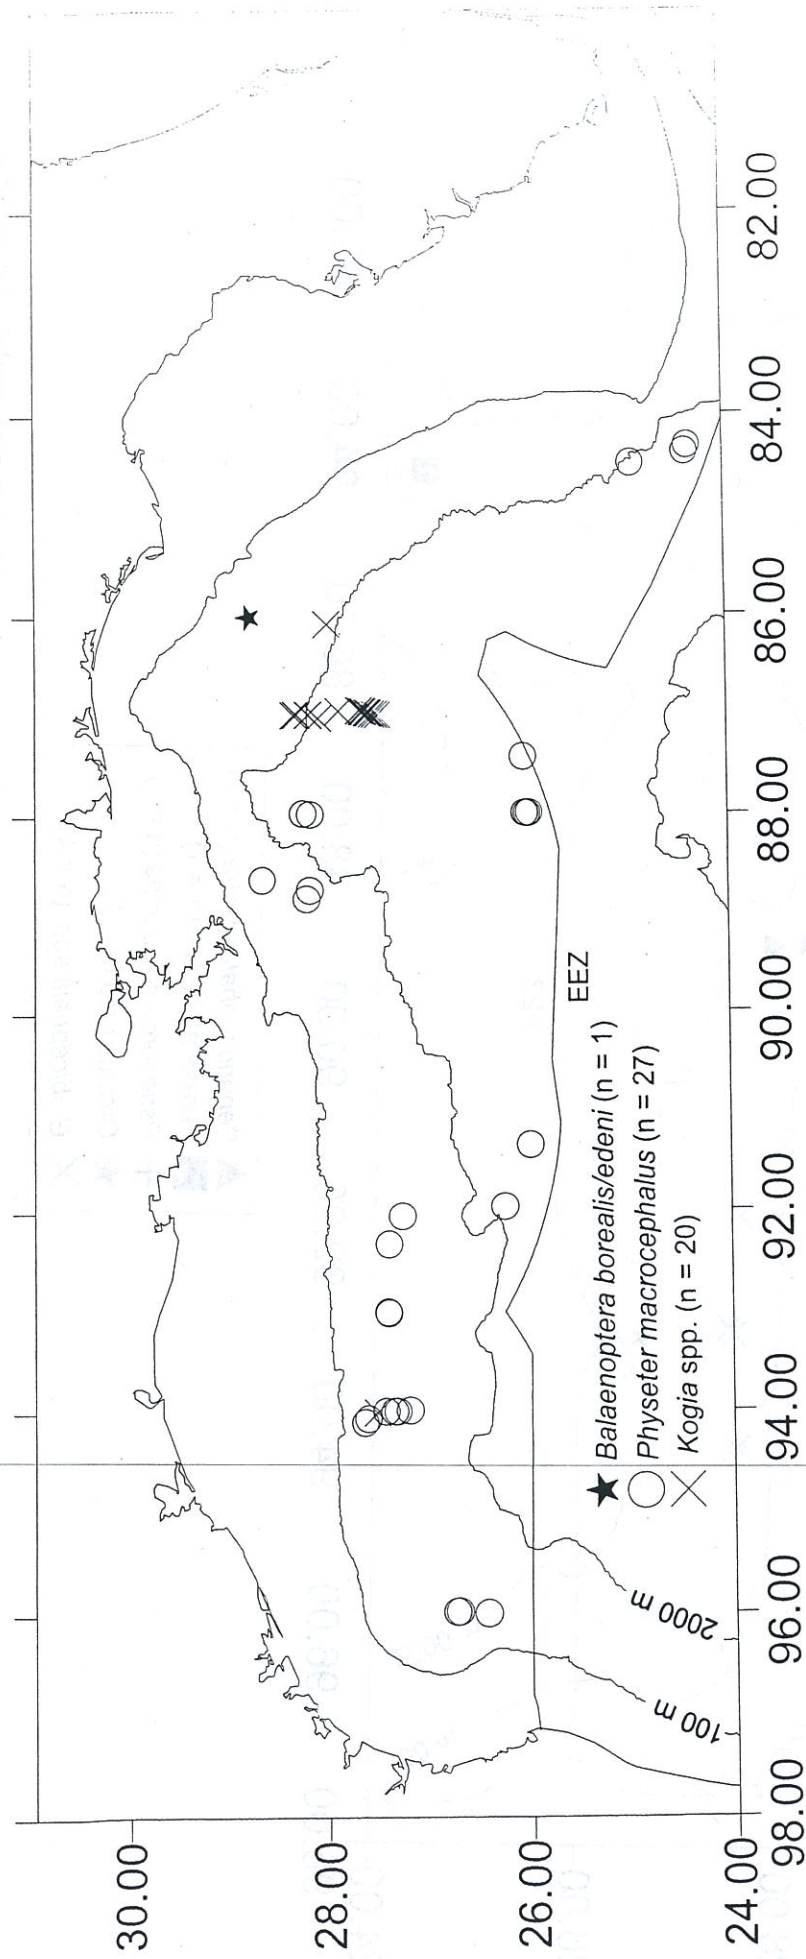 30.00
28.00
26.00
24.00
98.00
96.00
94.00
92.00
90.00
88.00
86.00
84.00
82.00
100 m
2000 m
EEZ
★ Balaenoptera borealis/edeni (n = 1)
○ Physeter macrocephalus (n = 27)
× Kogia spp. (n = 20)